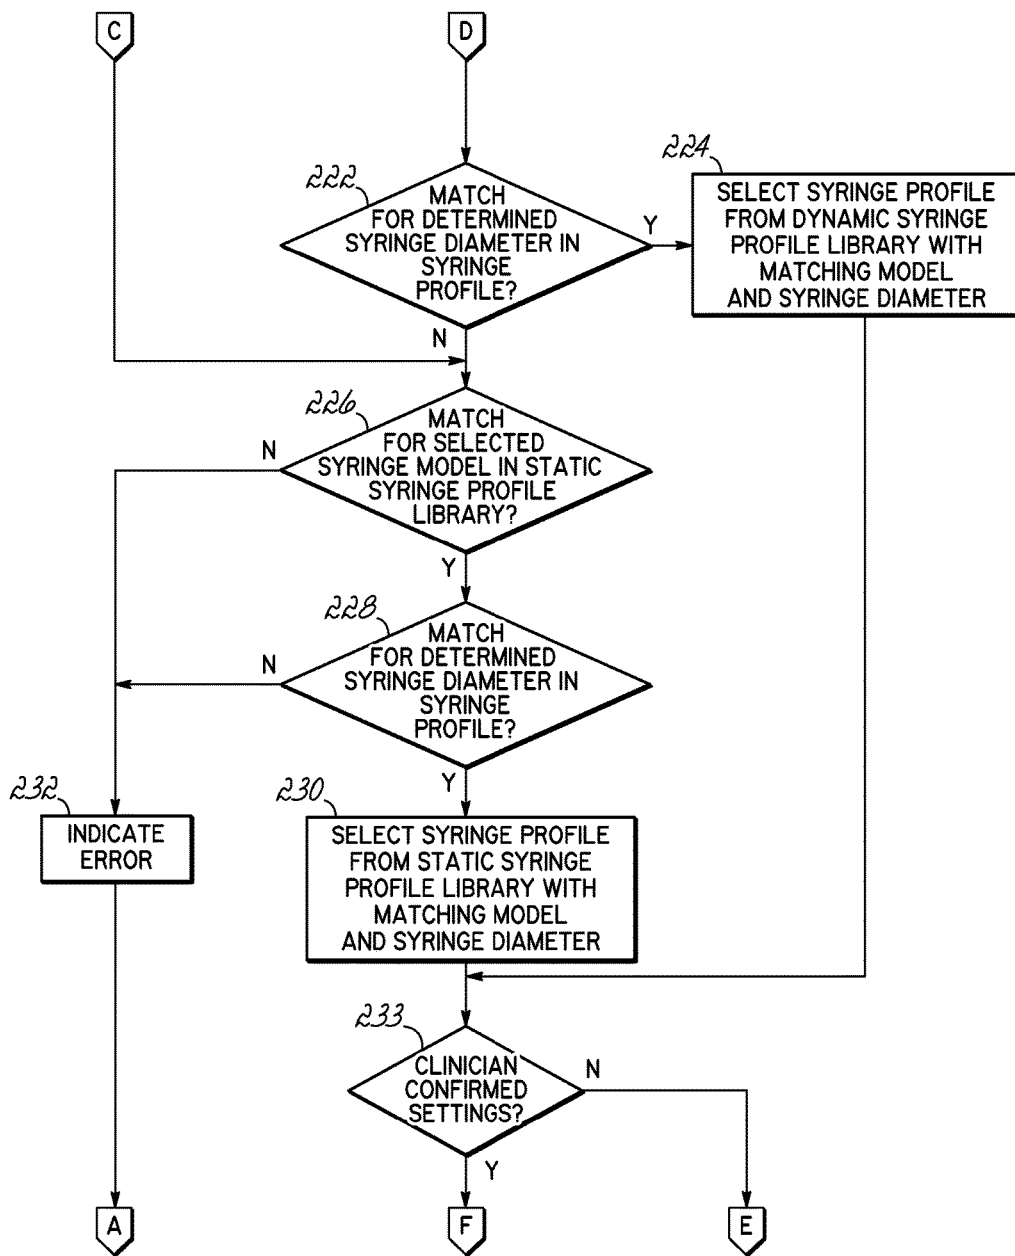 C
D
222
MATCH
FOR DETERMINED
SYRINGE DIAMETER IN
SYRINGE
PROFILE?
Y
N
224
SELECT SYRINGE PROFILE
FROM DYNAMIC SYRINGE
PROFILE LIBRARY WITH
MATCHING MODEL
AND SYRINGE DIAMETER
226
MATCH
FOR SELECTED
SYRINGE MODEL IN STATIC
SYRINGE PROFILE
LIBRARY?
N
Y
228
MATCH
FOR DETERMINED
SYRINGE DIAMETER IN
SYRINGE
PROFILE?
N
Y
232
INDICATE
ERROR
230
SELECT SYRINGE PROFILE
FROM STATIC SYRINGE
PROFILE LIBRARY WITH
MATCHING MODEL
AND SYRINGE DIAMETER
233
CLINICIAN
CONFIRMED
SETTINGS?
N
Y
A
F
E